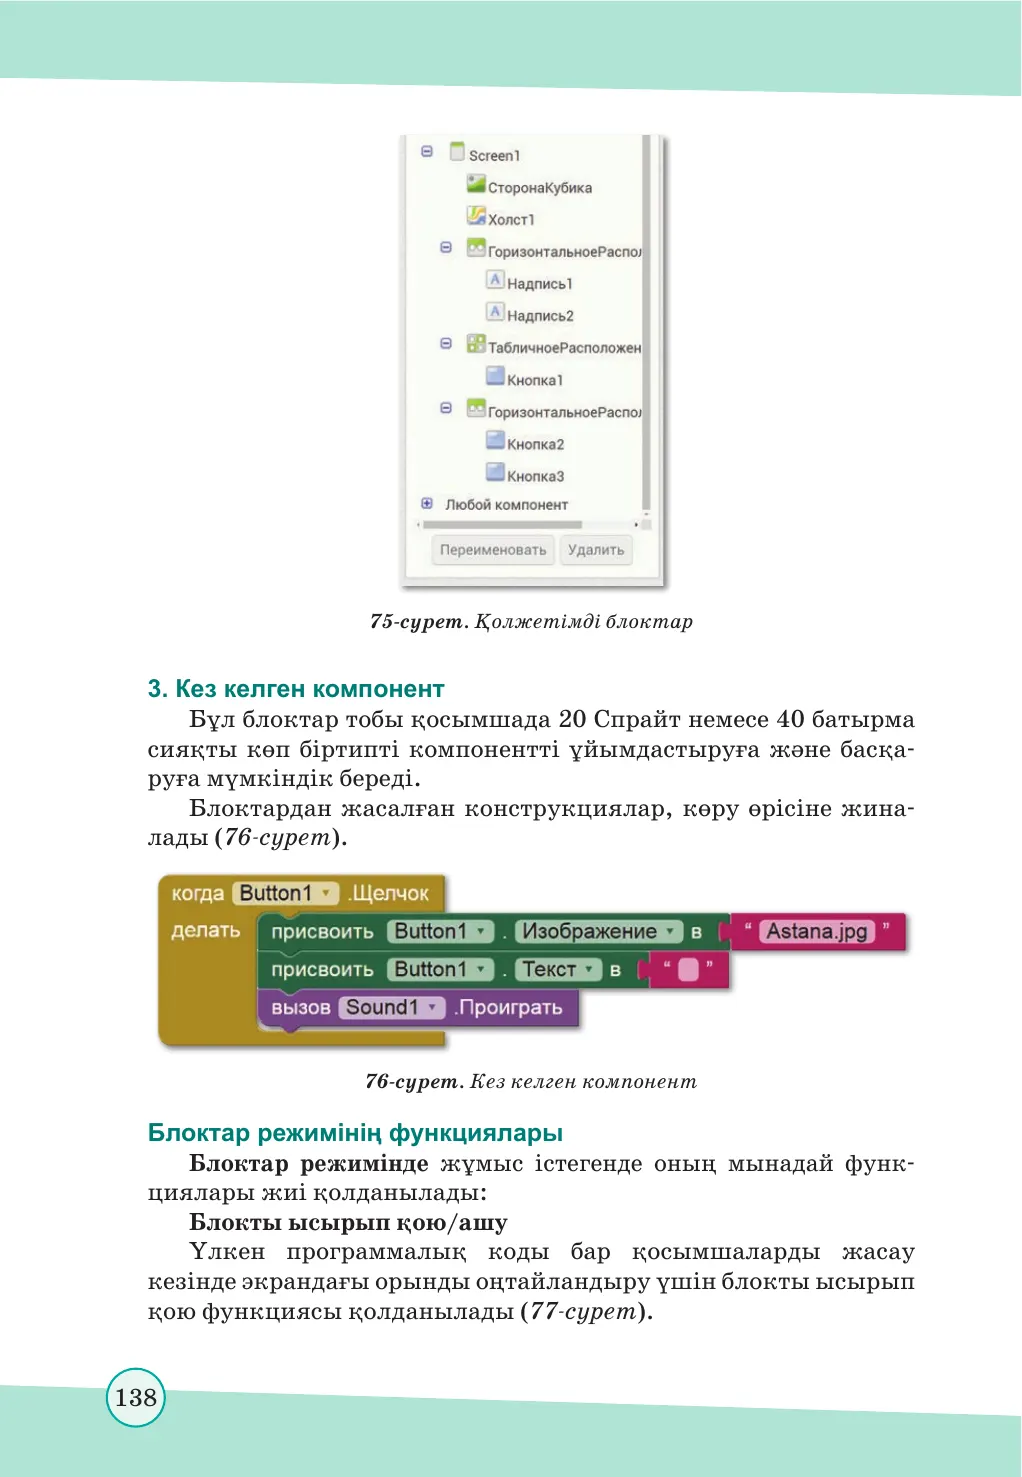 Screen1
СторонаКубика
Холст1
ГоризонтальноеРаспол
Надпись1
Надпись2
ТабличноеРасположен
Кнопка1
ГоризонтальноеРаспол
Кнопка2
Кнопка3
Любой компонент
Переименовать Удалить
75-сурет. Қолжетімді блоктар
3. Кез келген компонент
Бұл блоктар тобы қосымшада 20 Спрайт немесе 40 батырма
сияқты көп біртипті компонентті ұйымдастыруға және басқа-
руға мүмкіндік береді.
Блоктардан жасалған конструкциялар, көру өрісіне жина-
лады (76-сурет).
когда Button1 .Щелчок
делать присвоить Button1 . Изображение в " Astana.jpg "
присвоить Button1 . Текст в " "
вызов Sound1 .Проиграть
76-сурет. Кез келген компонент
Блоктар режимінің функциялары
Блоктар режимінде жұмыс істегенде оның мынадай функ-
циялары жиі қолданылады:
Блокты ысырып қою/ашу
Үлкен программалық коды бар қосымшаларды жасау
кезінде экрандағы орынды оңтайландыру үшін блокты ысырып
қою функциясы қолданылады (77-сурет).
138